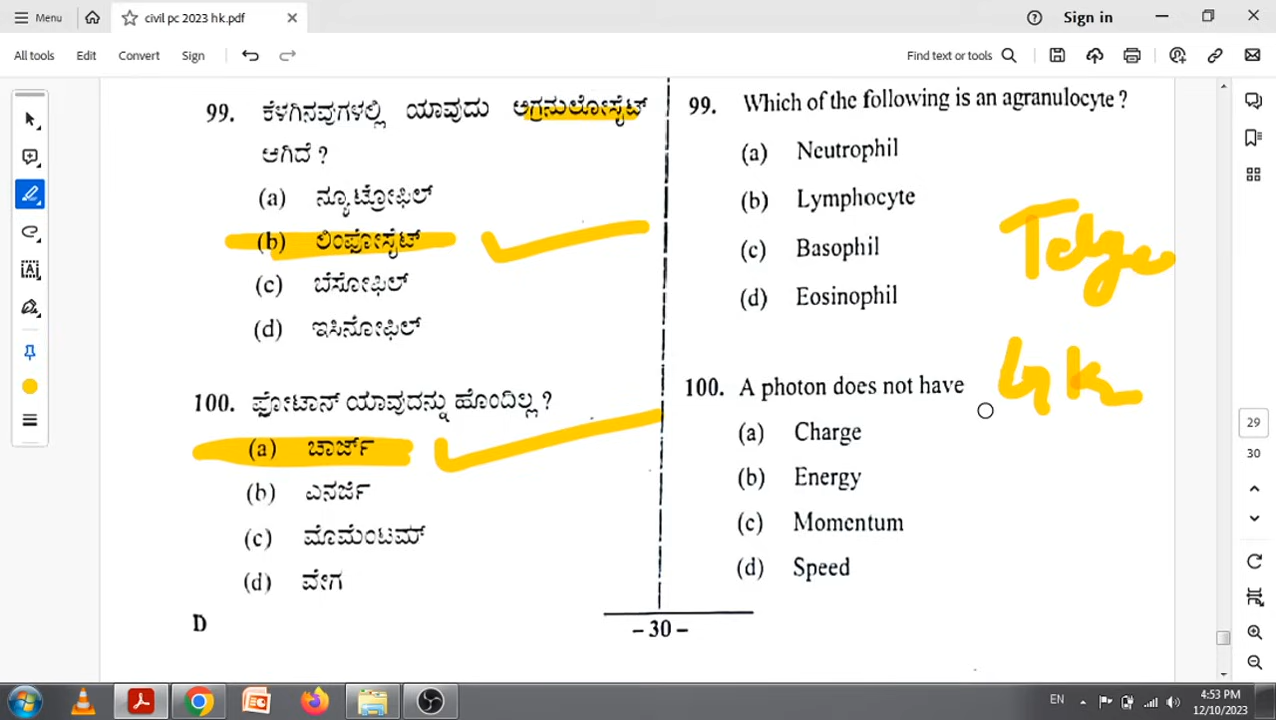 Menu
civil pc 2023 hk.pdf
Sign in
All tools Edit Convert Sign
Find text or tools
99. ಕೆಳಗಿನವುಗಳಲ್ಲಿ ಯಾವುದು ಅಗ್ರನುಲೋಸೈಟ್
ಆಗಿದೆ ?
(a) ನ್ಯೂಟ್ರೋಫಿಲ್
(b) ಲಿಂಫೋಸೈಟ್
(c) ಬೆಸೋಫಿಲ್
(d) ಇಸಿನೋಫಿಲ್
100. ಫೋಟಾನ್ ಯಾವುದನ್ನು ಹೊಂದಿಲ್ಲ ?
(a) ಚಾರ್ಜ್
(b) ಎನರ್ಜಿ
(c) ಮೊಮೆಂಟಮ್
(d) ವೇಗ
D
99. Which of the following is an agranulocyte ?
(a) Neutrophil
(b) Lymphocyte
(c) Basophil
(d) Eosinophil
100. A photon does not have
(a) Charge
(b) Energy
(c) Momentum
(d) Speed
– 30 –
GK
29
30
EN
4:53 PM
12/10/2023